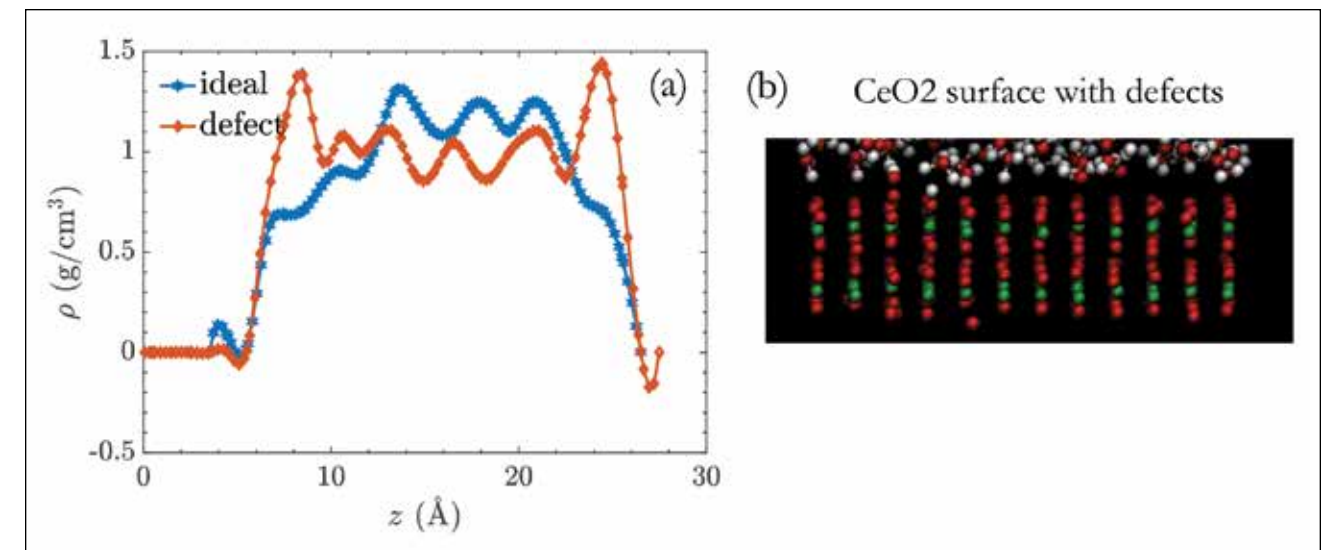 1.5
1
0.5
0
-0.5
ρ (g/cm³)
ideal
defect
(a)
0
10
20
30
z (Å)
(b)
CeO2 surface with defects